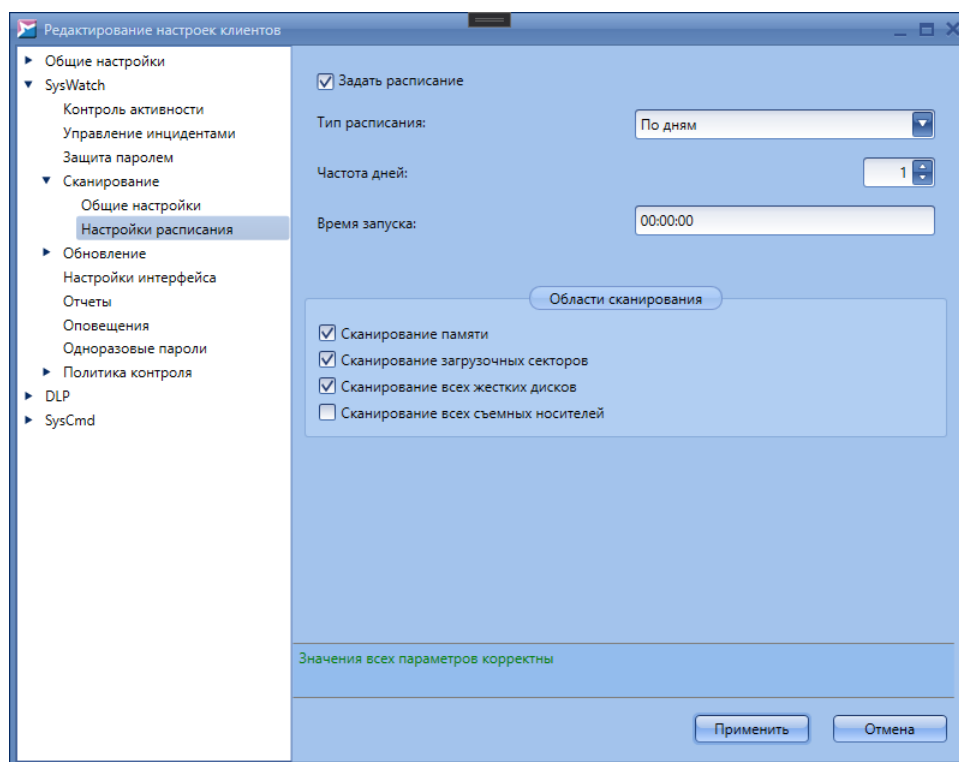 Редактирование настроек клиентов
Общие настройки
SysWatch
Контроль активности
Управление инцидентами
Защита паролем
Сканирование
Общие настройки
Настройки расписания
Обновление
Настройки интерфейса
Отчеты
Оповещения
Одноразовые пароли
Политика контроля
DLP
SysCmd
Задать расписание
Тип расписания: По дням
Частота дней: 1
Время запуска: 00:00:00
Области сканирования
Сканирование памяти
Сканирование загрузочных секторов
Сканирование всех жестких дисков
Сканирование всех съемных носителей
Значения всех параметров корректны
Применить Отмена